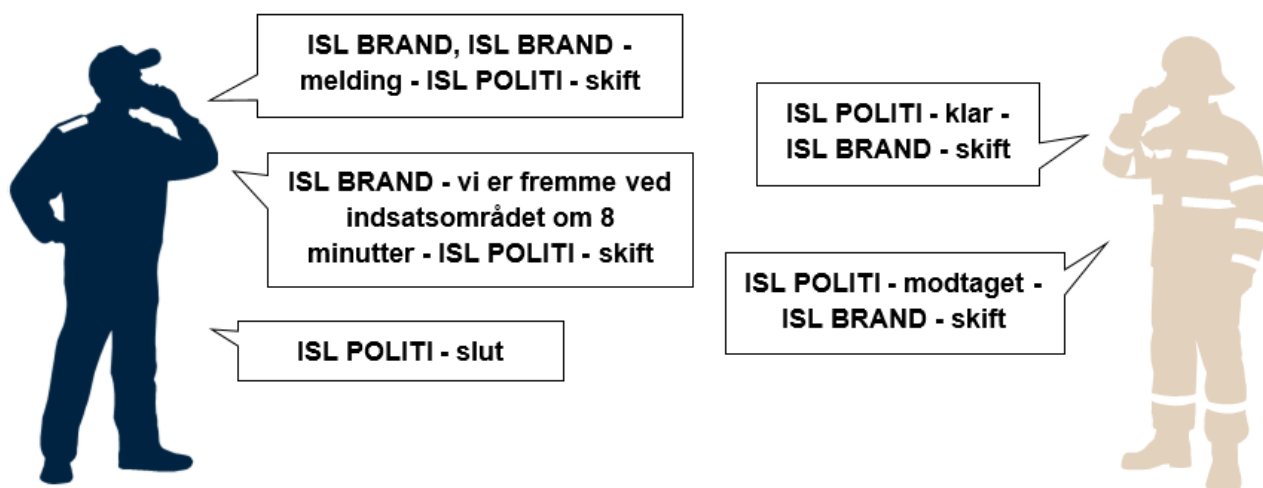 ISL BRAND, ISL BRAND -
melding - ISL POLITI - skift
ISL POLITI - klar -
ISL BRAND - skift
ISL BRAND - vi er fremme ved
indsatsområdet om 8
minutter - ISL POLITI - skift
ISL POLITI - modtaget -
ISL BRAND - skift
ISL POLITI - slut